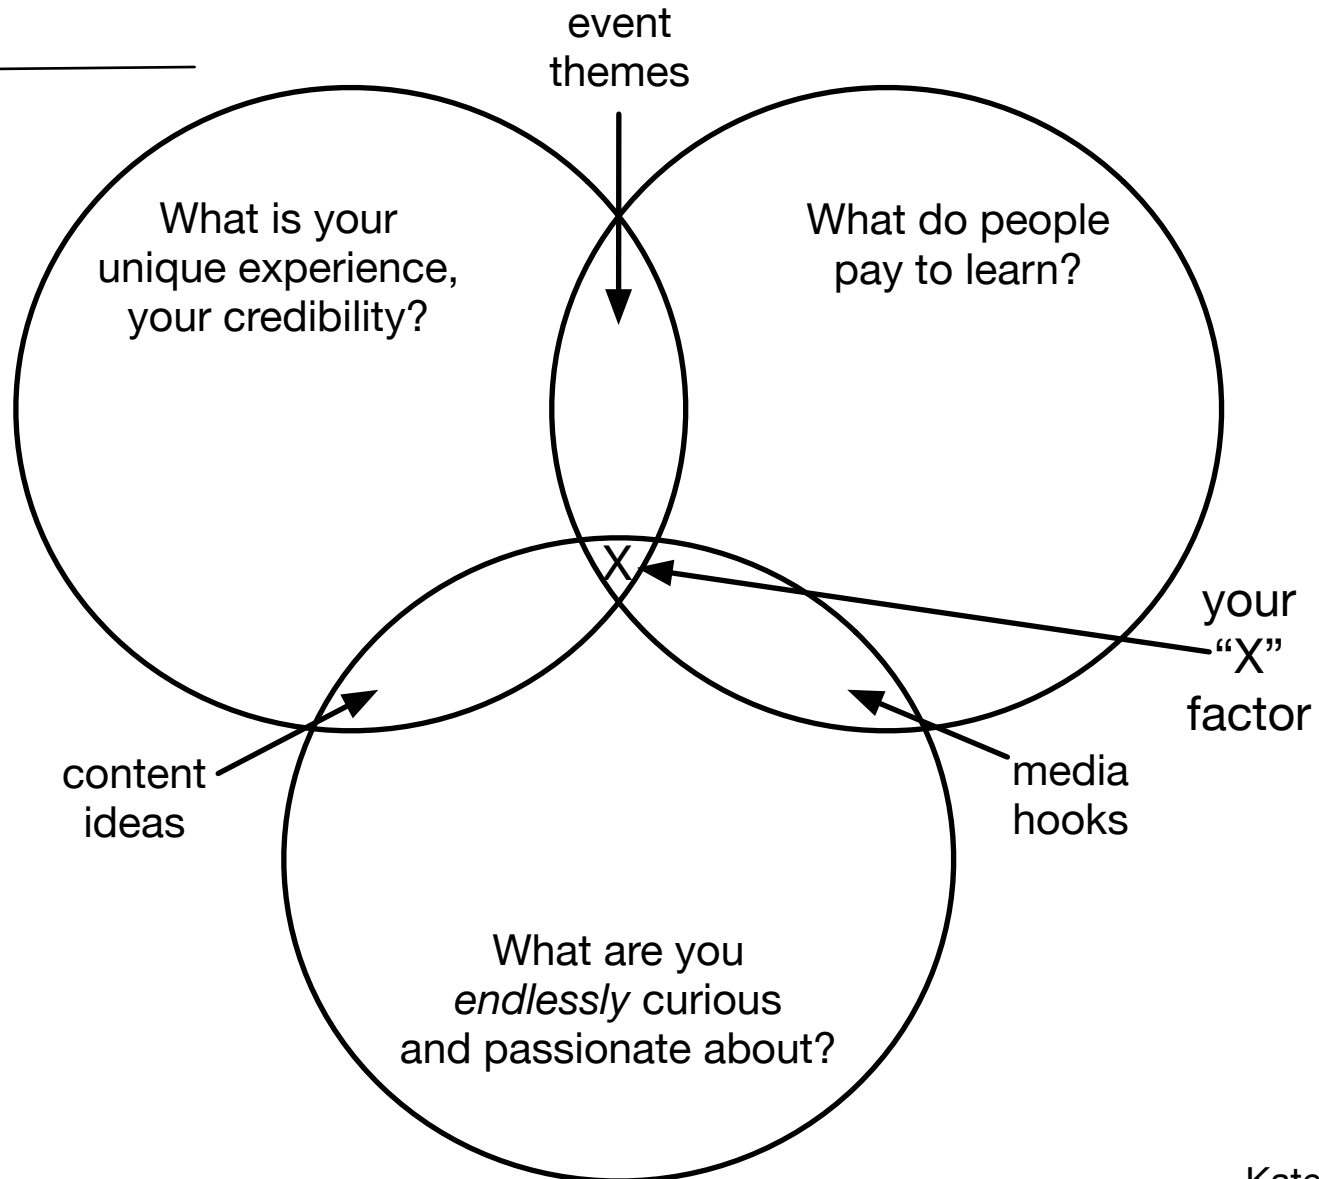 event
themes
What is your
unique experience,
your credibility?
What do people
pay to learn?
X
your
“X”
factor
content
ideas
media
hooks
What are you
endlessly curious
and passionate about?